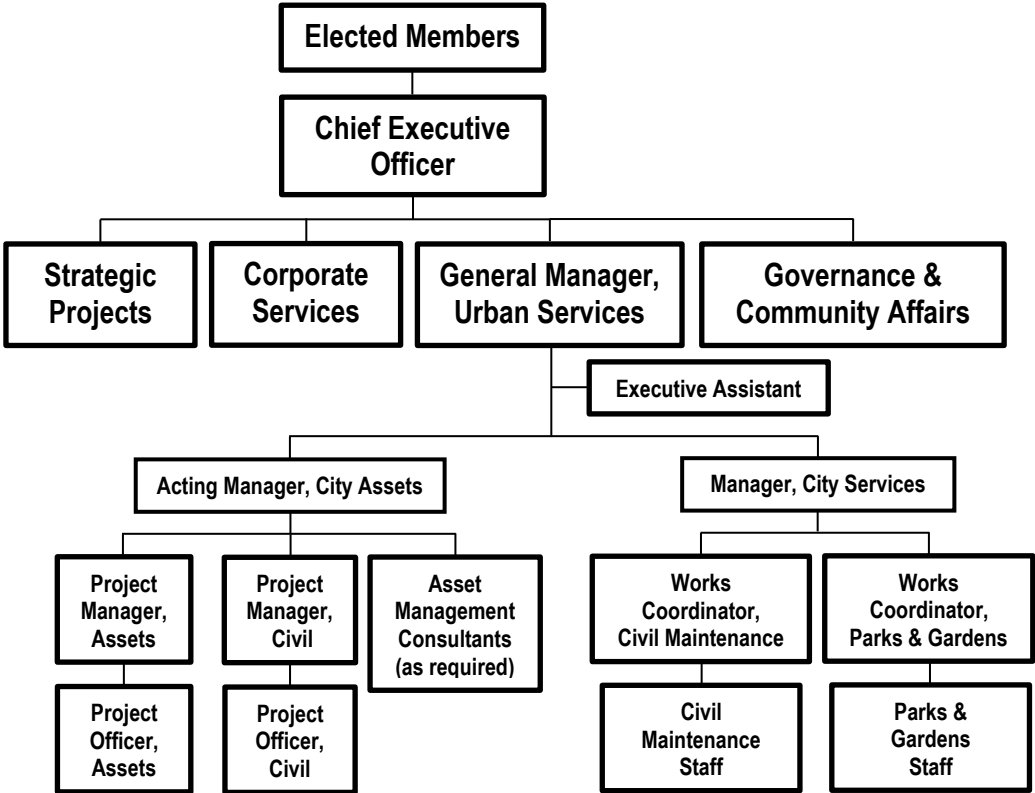 Elected Members
Chief Executive
Officer
Strategic
Projects
Corporate
Services
General Manager,
Urban Services
Governance &
Community Affairs
Executive Assistant
Acting Manager, City Assets
Manager, City Services
Project
Manager,
Assets
Project
Manager,
Civil
Asset
Management
Consultants
(as required)
Works
Coordinator,
Civil Maintenance
Works
Coordinator,
Parks & Gardens
Project
Officer,
Assets
Project
Officer,
Civil
Civil
Maintenance
Staff
Parks &
Gardens
Staff